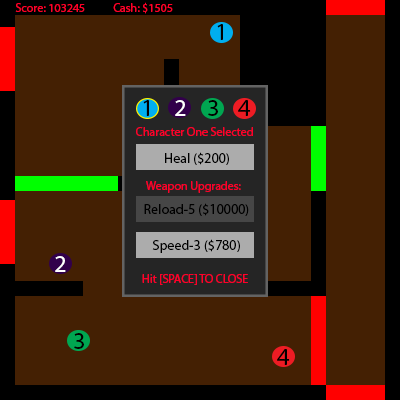 Score: 103245 Cash: $1505
1
1 2 3 4
Character One Selected
Heal ($200)
Weapon Upgrades:
Reload-5 ($10000)
Speed-3 ($780)
Hit [SPACE] TO CLOSE
2
3
4